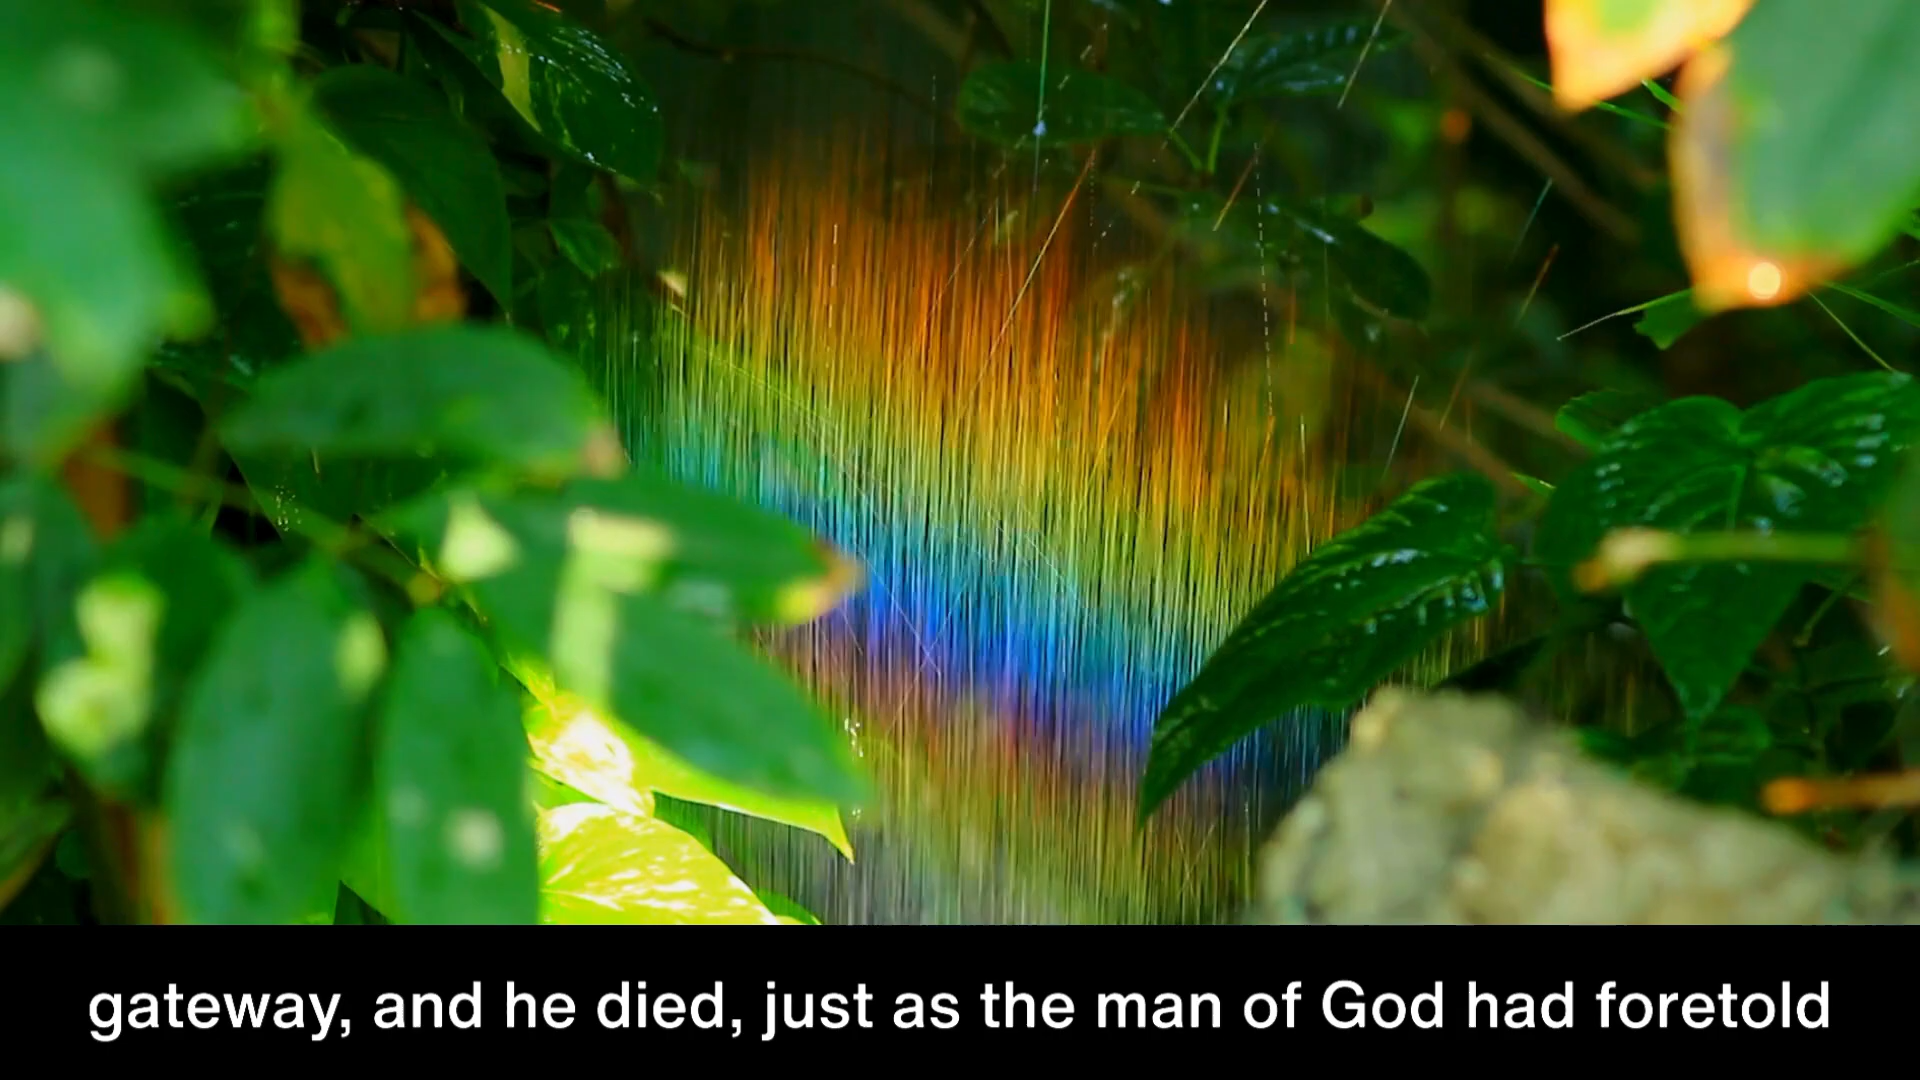 gateway, and he died, just as the man of God had foretold